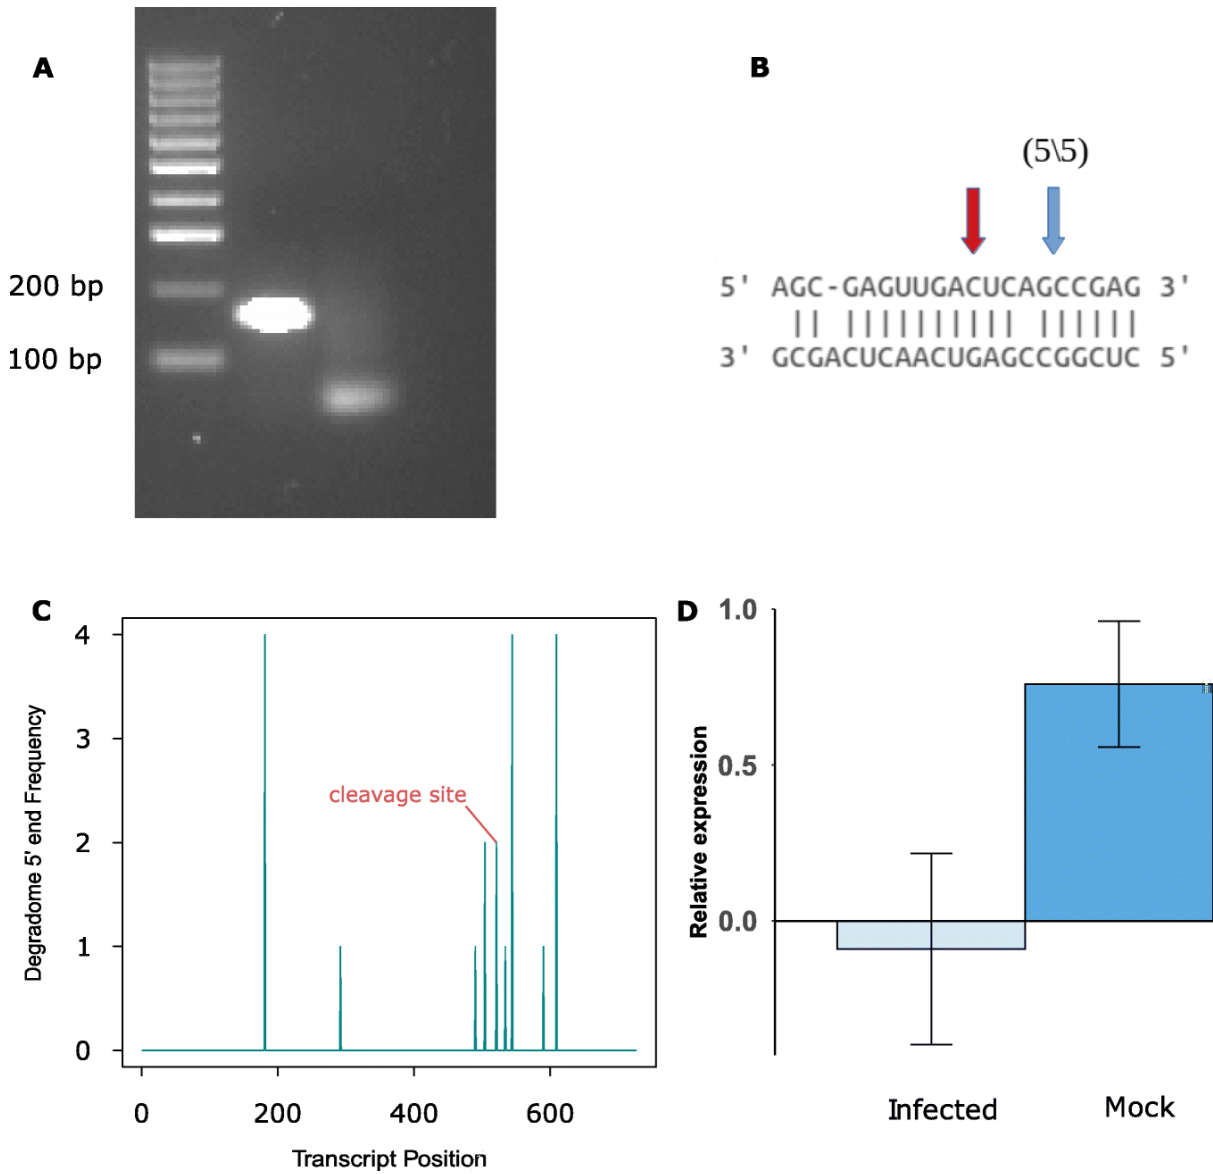 A
200 bp
100 bp
B
(5\5)
5' AGC-GAGUUGACUCAGCCGAG 3'
3' GCGACUCAACUGAGCCGGCUC 5'
C
Degradome 5' end Frequency
4
3
2
1
0
cleavage site
0 200 400 600
Transcript Position
D
Relative expression
1.0
0.5
0.0
Infected Mock